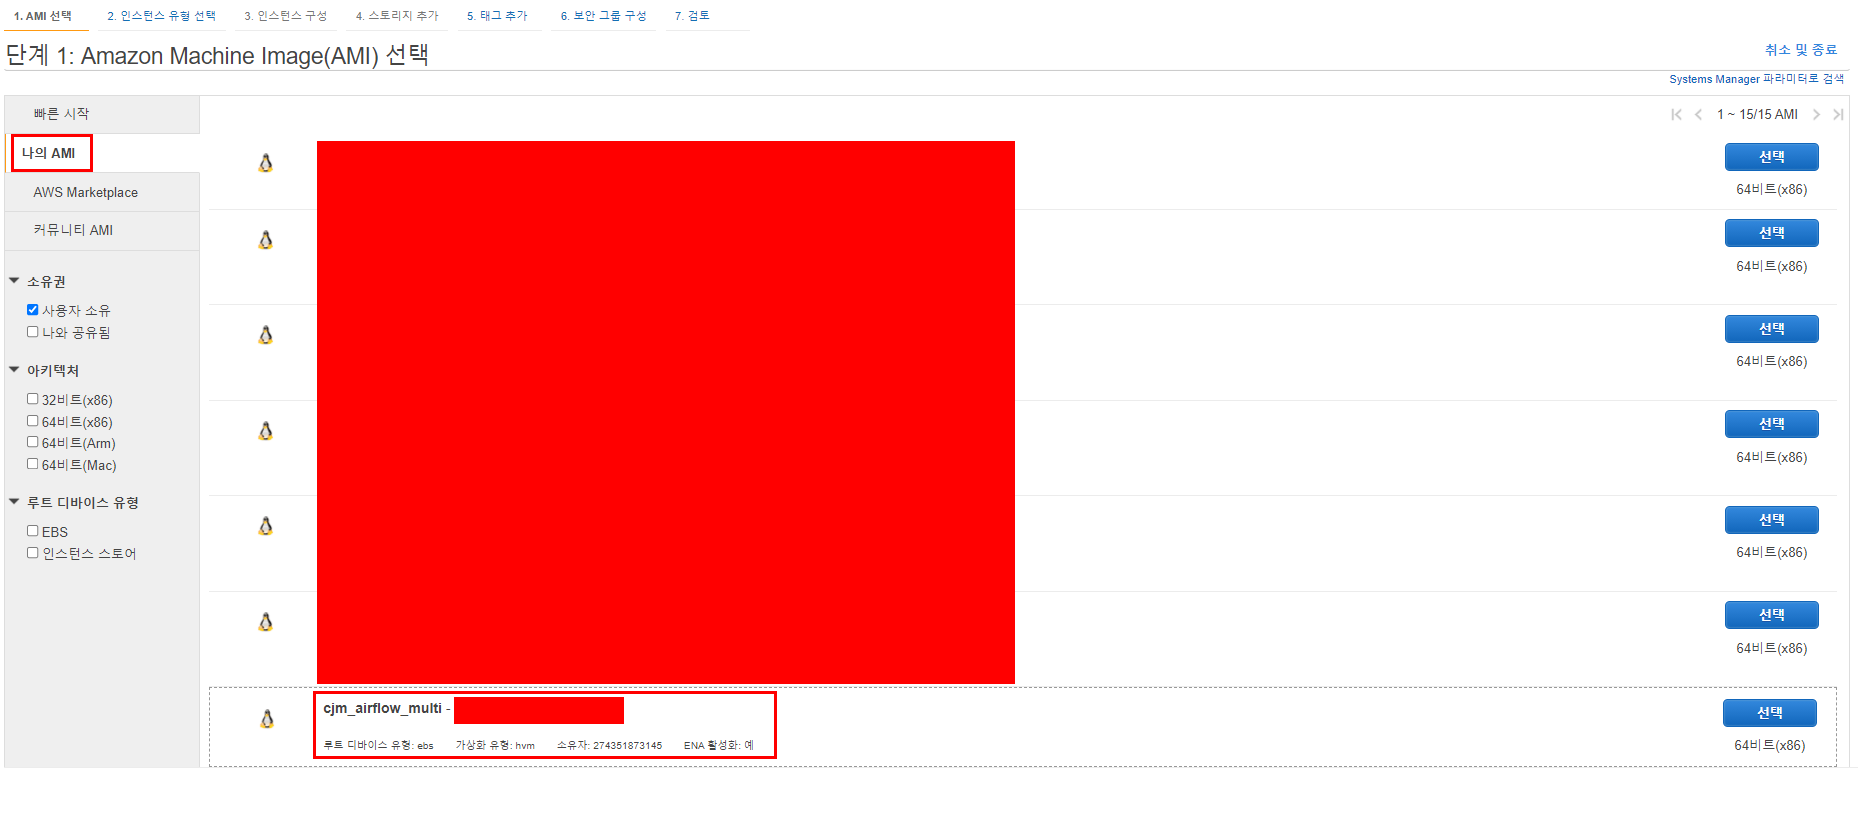 1. AMI 선택 2. 인스턴스 유형 선택 3. 인스턴스 구성 4. 스토리지 추가 5. 태그 추가 6. 보안 그룹 구성 7. 검토
단계 1: Amazon Machine Image(AMI) 선택
취소 및 종료
Systems Manager 파라미터로 검색
빠른 시작
나의 AMI
AWS Marketplace
커뮤니티 AMI
소유권
사용자 소유
나와 공유됨
아키텍처
32비트(x86)
64비트(x86)
64비트(Arm)
64비트(Mac)
루트 디바이스 유형
EBS
인스턴스 스토어
1 ~ 15/15 AMI
선택
64비트(x86)
선택
64비트(x86)
선택
64비트(x86)
선택
64비트(x86)
선택
64비트(x86)
선택
64비트(x86)
cjm_airflow_multi -
루트 디바이스 유형: ebs 가상화 유형: hvm 소유자: 274351873145 ENA 활성화: 예
선택
64비트(x86)